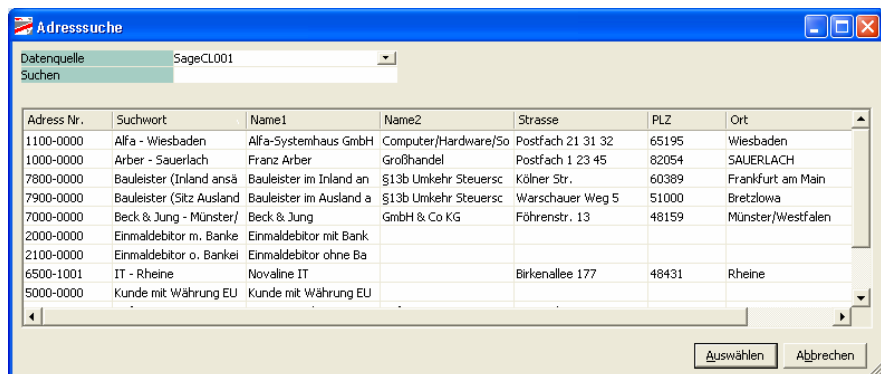 Adresssuche
Datenquelle SageCL001
Suchen
Adress Nr. Suchwort Name1 Name2 Strasse PLZ Ort
1100-0000 Alfa - Wiesbaden Alfa-Systemhaus GmbH Computer/Hardware/So Postfach 21 31 32 65195 Wiesbaden
1000-0000 Arber - Sauerlach Franz Arber Großhandel Postfach 1 23 45 82054 SAUERLACH
7800-0000 Bauleister (Inland ansä Bauleister im Inland an §13b Umkehr Steuersc Kölner Str. 60389 Frankfurt am Main
7900-0000 Bauleister (Sitz Ausland Bauleister im Ausland a §13b Umkehr Steuersc Warschauer Weg 5 51000 Bretzlowa
7000-0000 Beck & Jung - Münster/ Beck & Jung GmbH & Co KG Föhrenstr. 13 48159 Münster/Westfalen
2000-0000 Einmaldebitor m. Banke Einmaldebitor mit Bank
2100-0000 Einmaldebitor o. Bankei Einmaldebitor ohne Ba
6500-1001 IT - Rheine Novaline IT Birkenallee 177 48431 Rheine
5000-0000 Kunde mit Währung EU Kunde mit Währung EU
Auswählen Abbrechen